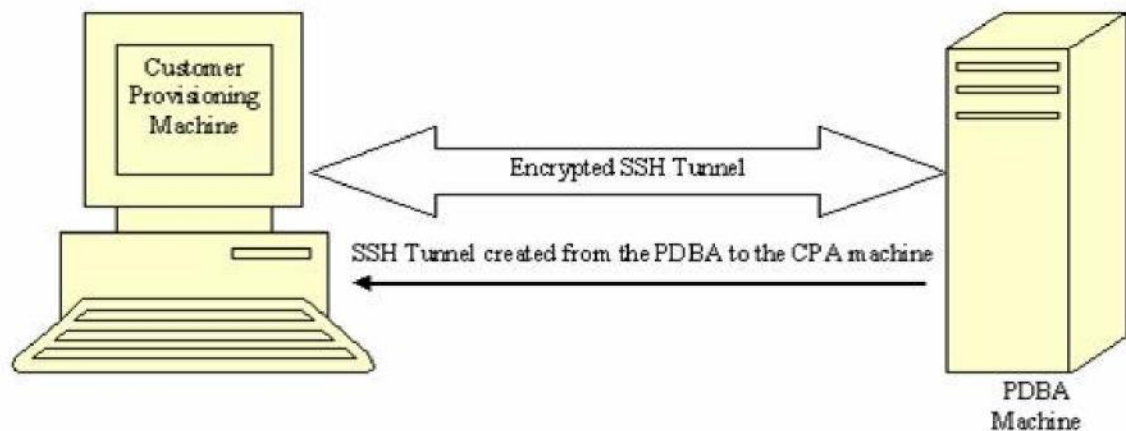 Customer
Provisioning
Machine
Encrypted SSH Tunnel
SSH Tunnel created from the PDBA to the CPA machine
PDBA
Machine